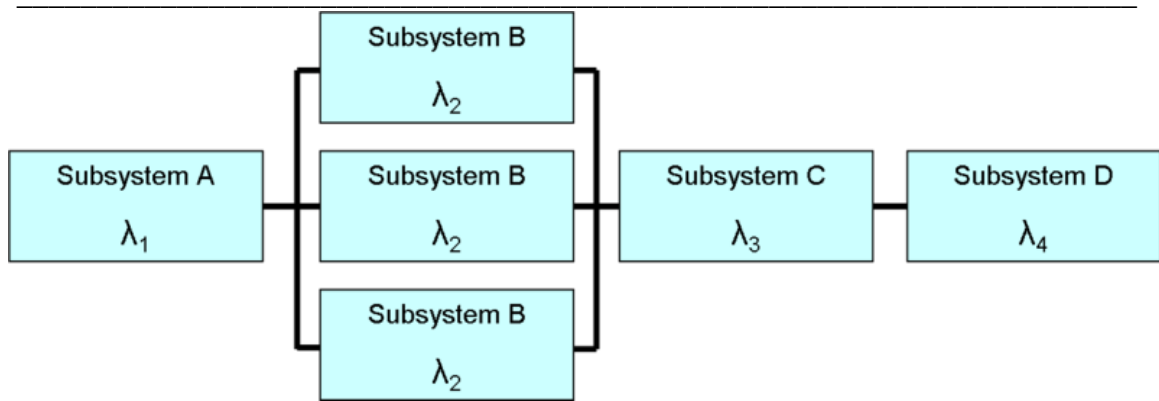 Subsystem B
λ₂
Subsystem A
λ₁
Subsystem B
λ₂
Subsystem C
λ₃
Subsystem D
λ₄
Subsystem B
λ₂